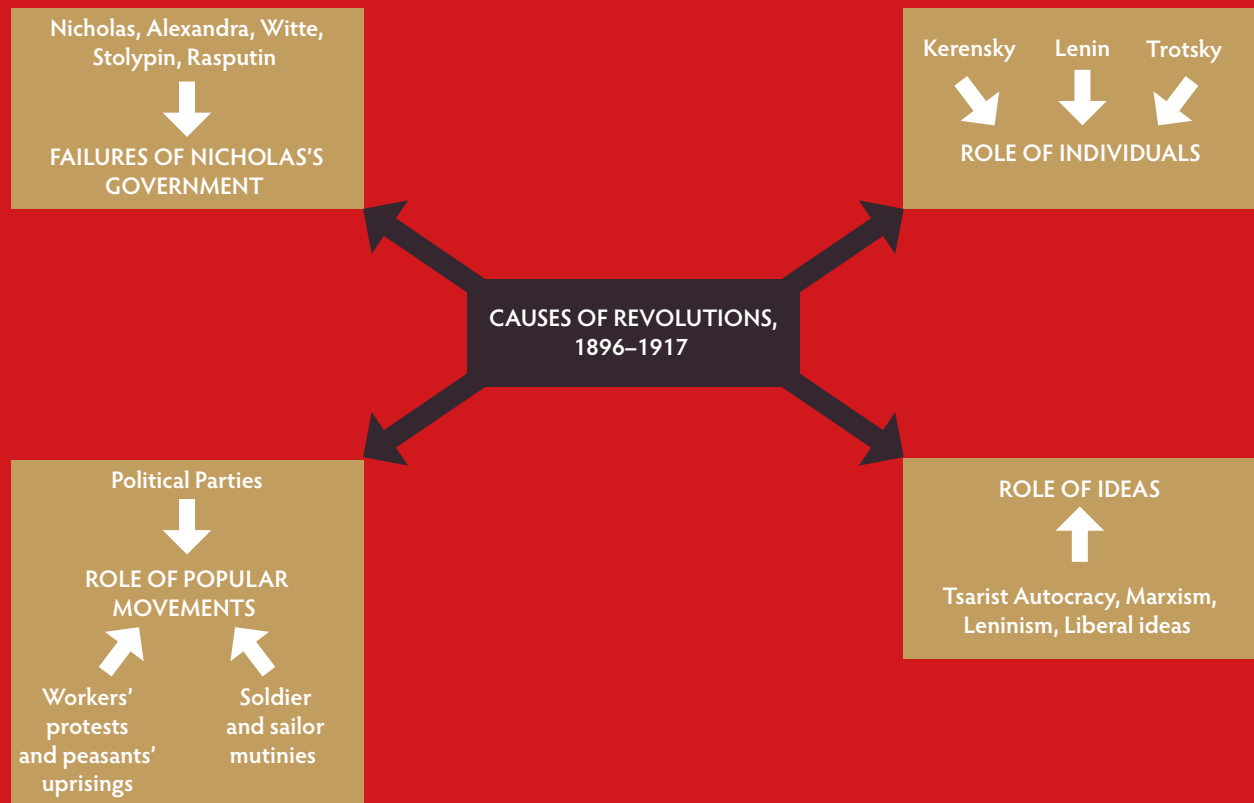 Nicholas, Alexandra, Witte,
Stolypin, Rasputin
FAILURES OF NICHOLAS'S
GOVERNMENT
Kerensky
Lenin
Trotsky
ROLE OF INDIVIDUALS
CAUSES OF REVOLUTIONS,
1896–1917
Political Parties
ROLE OF POPULAR
MOVEMENTS
Workers'
protests
and peasants'
uprisings
Soldier
and sailor
mutinies
ROLE OF IDEAS
Tsarist Autocracy, Marxism,
Leninism, Liberal ideas